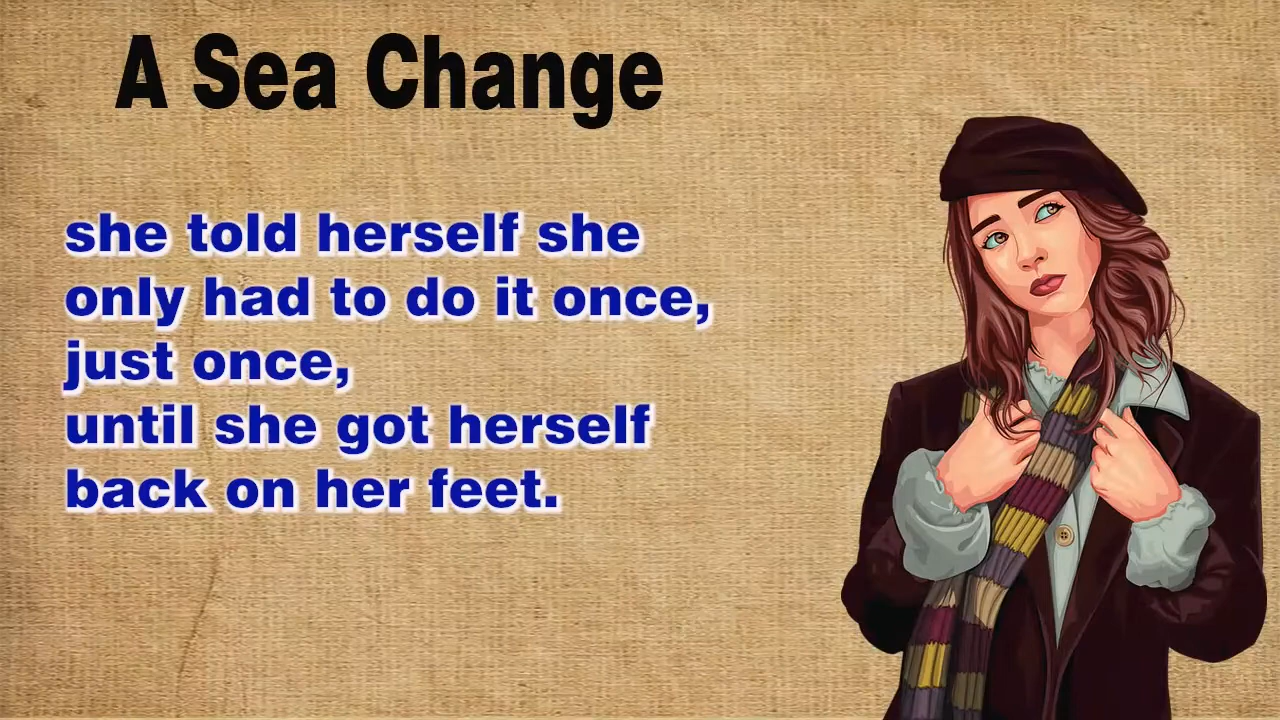 A Sea Change
she told herself she
only had to do it once,
just once,
until she got herself
back on her feet.